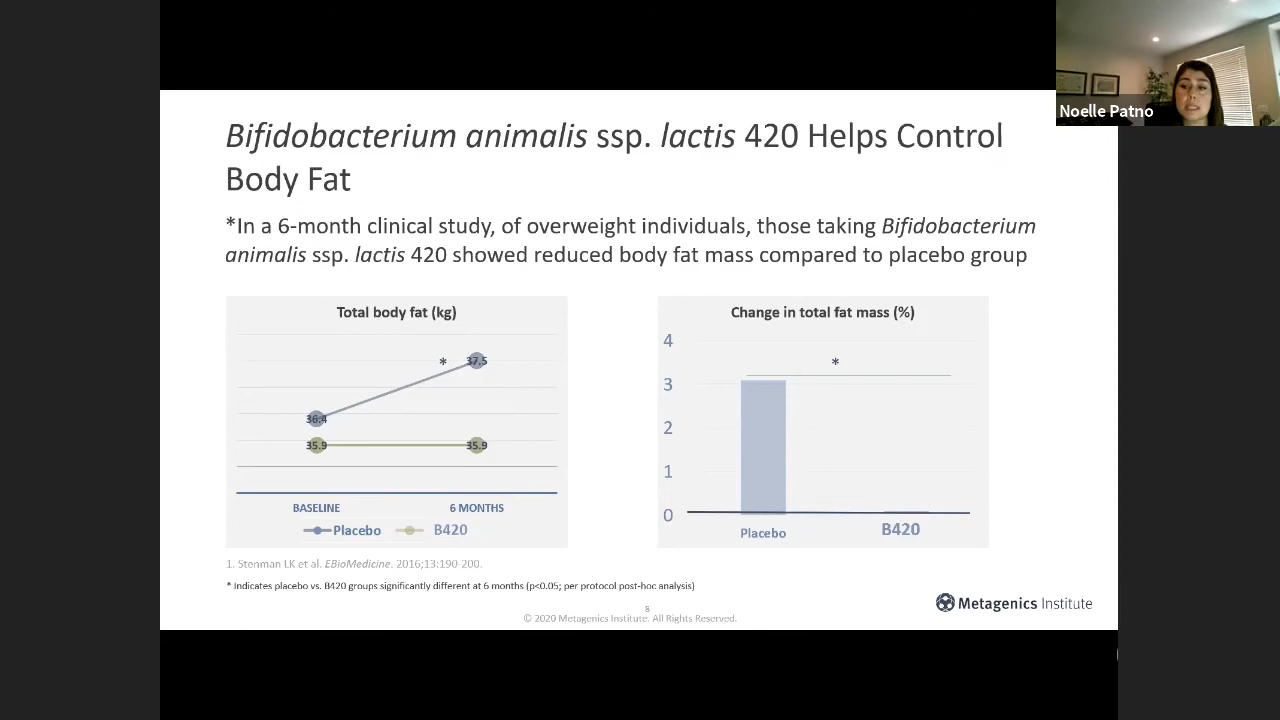 Noelle Patno
Bifidobacterium animalis ssp. lactis 420 Helps Control
Body Fat
*In a 6-month clinical study, of overweight individuals, those taking Bifidobacterium
animalis ssp. lactis 420 showed reduced body fat mass compared to placebo group
Total body fat (kg)
* 37.5
36.4
35.9 35.9
BASELINE 6 MONTHS
Placebo B420
Change in total fat mass (%)
4
*
3
2
1
0
Placebo B420
1. Stenman LK et al. EBioMedicine. 2016;13:190-200.
* Indicates placebo vs. B420 groups significantly different at 6 months (p<0.05; per protocol post-hoc analysis)
Metagenics Institute
8
© 2020 Metagenics Institute. All Rights Reserved.